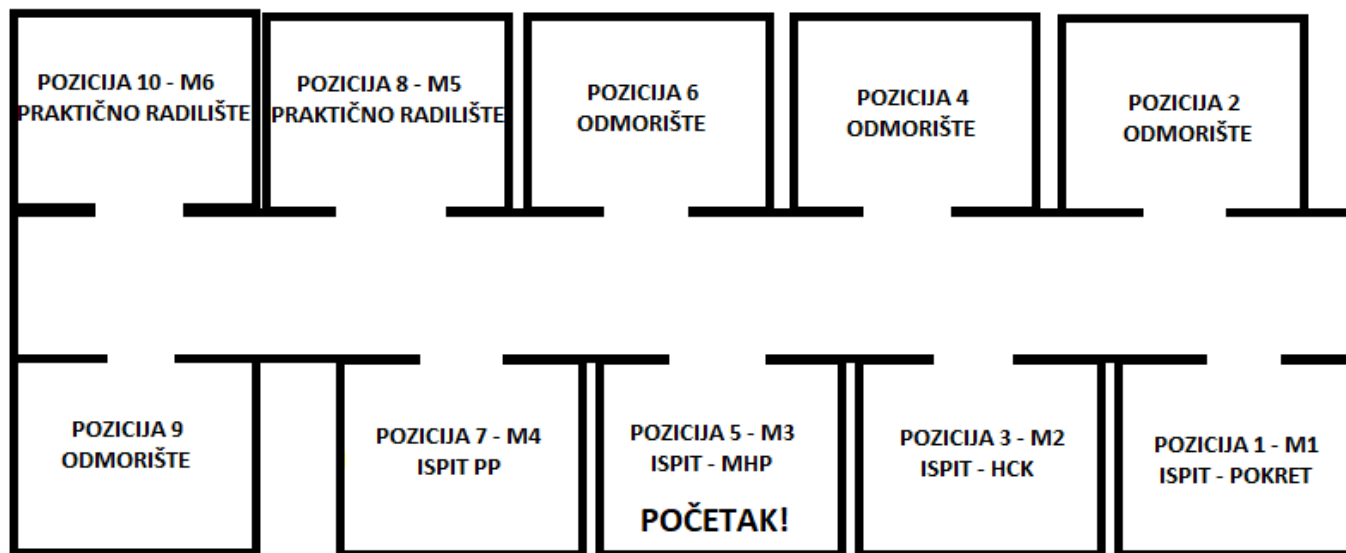 POZICIJA 10 - M6
PRAKTIČNO RADILIŠTE
POZICIJA 8 - M5
PRAKTIČNO RADILIŠTE
POZICIJA 6
ODMORIŠTE
POZICIJA 4
ODMORIŠTE
POZICIJA 2
ODMORIŠTE
POZICIJA 9
ODMORIŠTE
POZICIJA 7 - M4
ISPIT PP
POZICIJA 5 - M3
ISPIT - MHP
POČETAK!
POZICIJA 3 - M2
ISPIT - HCK
POZICIJA 1 - M1
ISPIT - POKRET